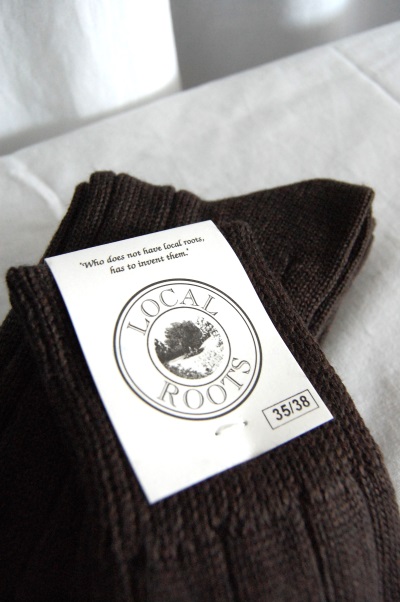 "Who does not have local roots,
has to invent them."
LOCAL
ROOTS
35/38